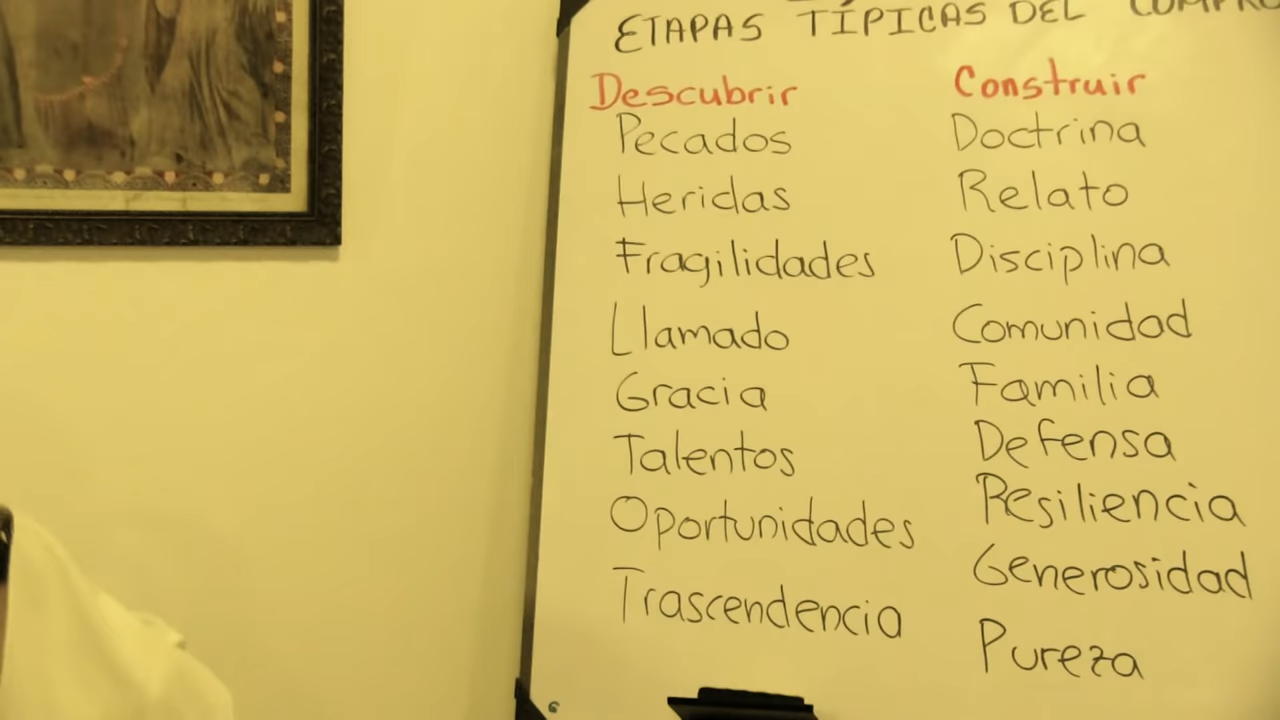 ETAPAS TÍPICAS DEL
Descubrir
Pecados
Heridas
Fragilidades
Llamado
Gracia
Talentos
Oportunidades
Trascendencia
Construir
Doctrina
Relato
Disciplina
Comunidad
Familia
Defensa
Resiliencia
Generosidad
Pureza